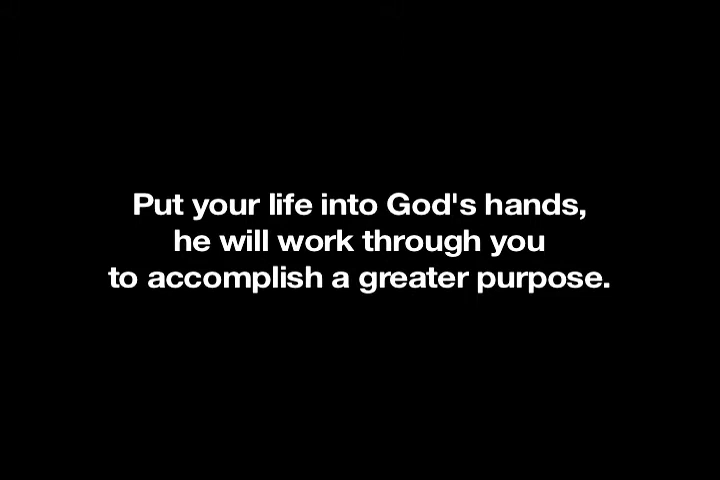 Put your life into God's hands,
he will work through you
to accomplish a greater purpose.